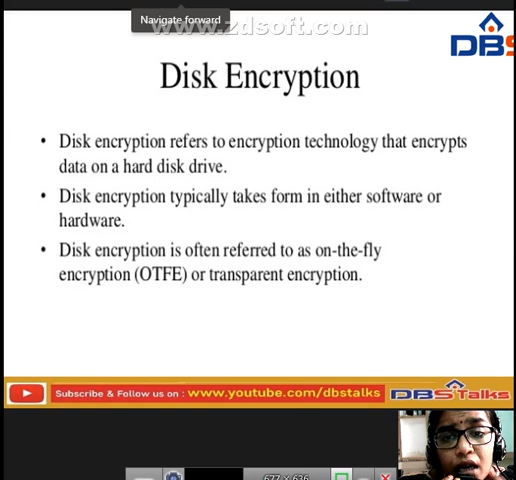 Navigate forward
www.zdsoft.com
DBS
Disk Encryption
• Disk encryption refers to encryption technology that encrypts
data on a hard disk drive.
• Disk encryption typically takes form in either software or
hardware.
• Disk encryption is often referred to as on-the-fly
encryption (OTFE) or transparent encryption.
Subscribe & Follow us on : www.youtube.com/dbstalks
DBS Talks
677 × 636